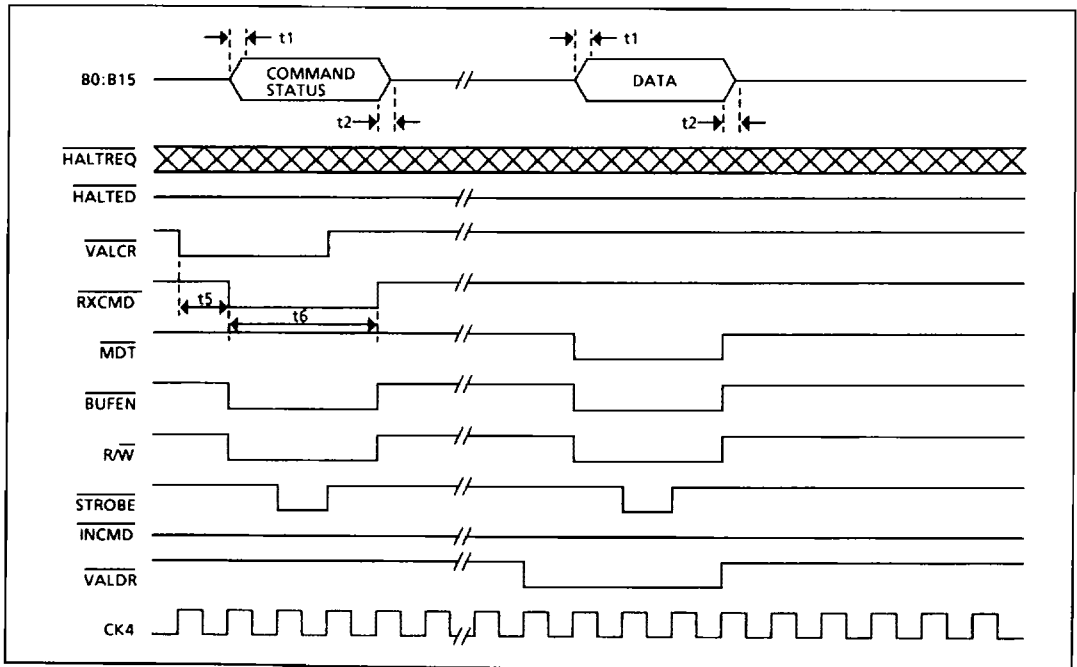 t1
t1
B0:B15
COMMAND
STATUS
DATA
t2
t2
HALTREQ
HALTED
VALCR
RXCMD
t5
t6
MDT
BUFEN
R/W
STROBE
INCMD
VALDR
CK4